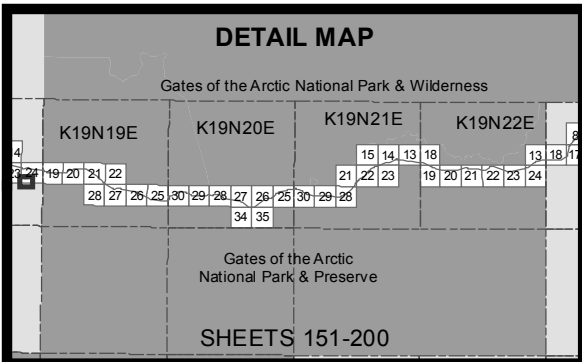 DETAIL MAP
Gates of the Arctic National Park & Wilderness
K19N19E
K19N20E
K19N21E
K19N22E
8
4
15 14 13 18
13 18 17
23 24 19 20 21 22
21 22 23
19 20 21 22 23 24
28 27 26 25 30 29 28 27 26 25 30 29 28
34 35
Gates of the Arctic
National Park & Preserve
SHEETS 151-200